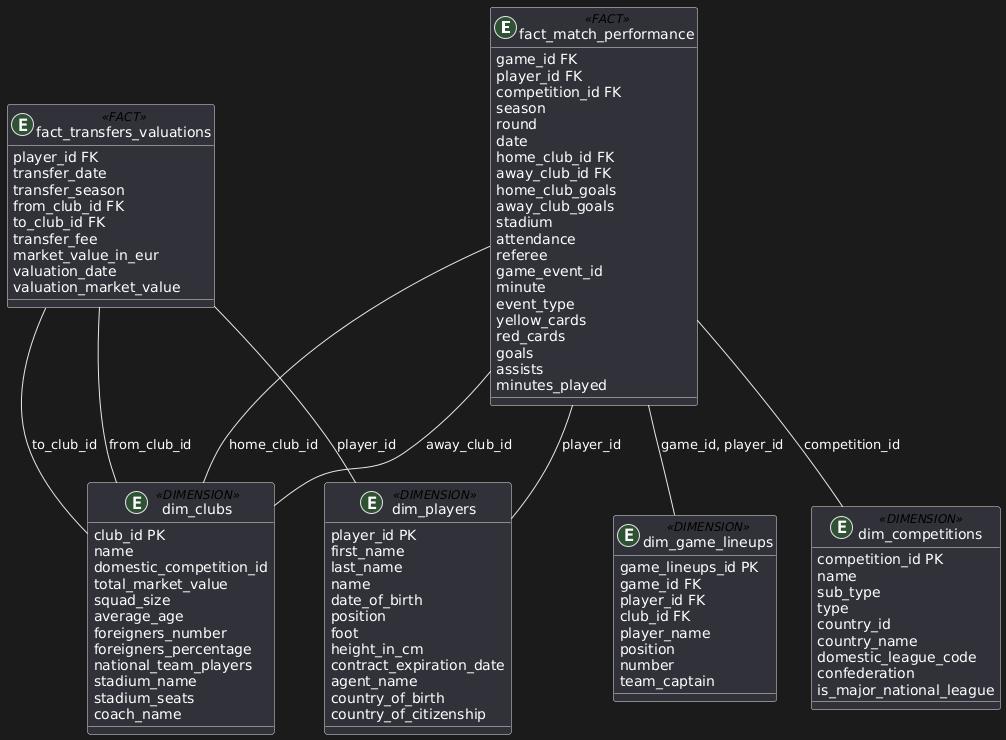 «FACT»
E fact_match_performance
game_id FK
player_id FK
competition_id FK
season
round
date
home_club_id FK
away_club_id FK
home_club_goals
away_club_goals
stadium
attendance
referee
game_event_id
minute
event_type
yellow_cards
red_cards
goals
assists
minutes_played
«FACT»
E fact_transfers_valuations
player_id FK
transfer_date
transfer_season
from_club_id FK
to_club_id FK
transfer_fee
market_value_in_eur
valuation_date
valuation_market_value
to_club_id
from_club_id
home_club_id
player_id
away_club_id
player_id
game_id, player_id
competition_id
«DIMENSION»
E dim_clubs
club_id PK
name
domestic_competition_id
total_market_value
squad_size
average_age
foreigners_number
foreigners_percentage
national_team_players
stadium_name
stadium_seats
coach_name
«DIMENSION»
E dim_players
player_id PK
first_name
last_name
name
date_of_birth
position
foot
height_in_cm
contract_expiration_date
agent_name
country_of_birth
country_of_citizenship
«DIMENSION»
E dim_game_lineups
game_lineups_id PK
game_id FK
player_id FK
club_id FK
player_name
position
number
team_captain
«DIMENSION»
E dim_competitions
competition_id PK
name
sub_type
type
country_id
country_name
domestic_league_code
confederation
is_major_national_league